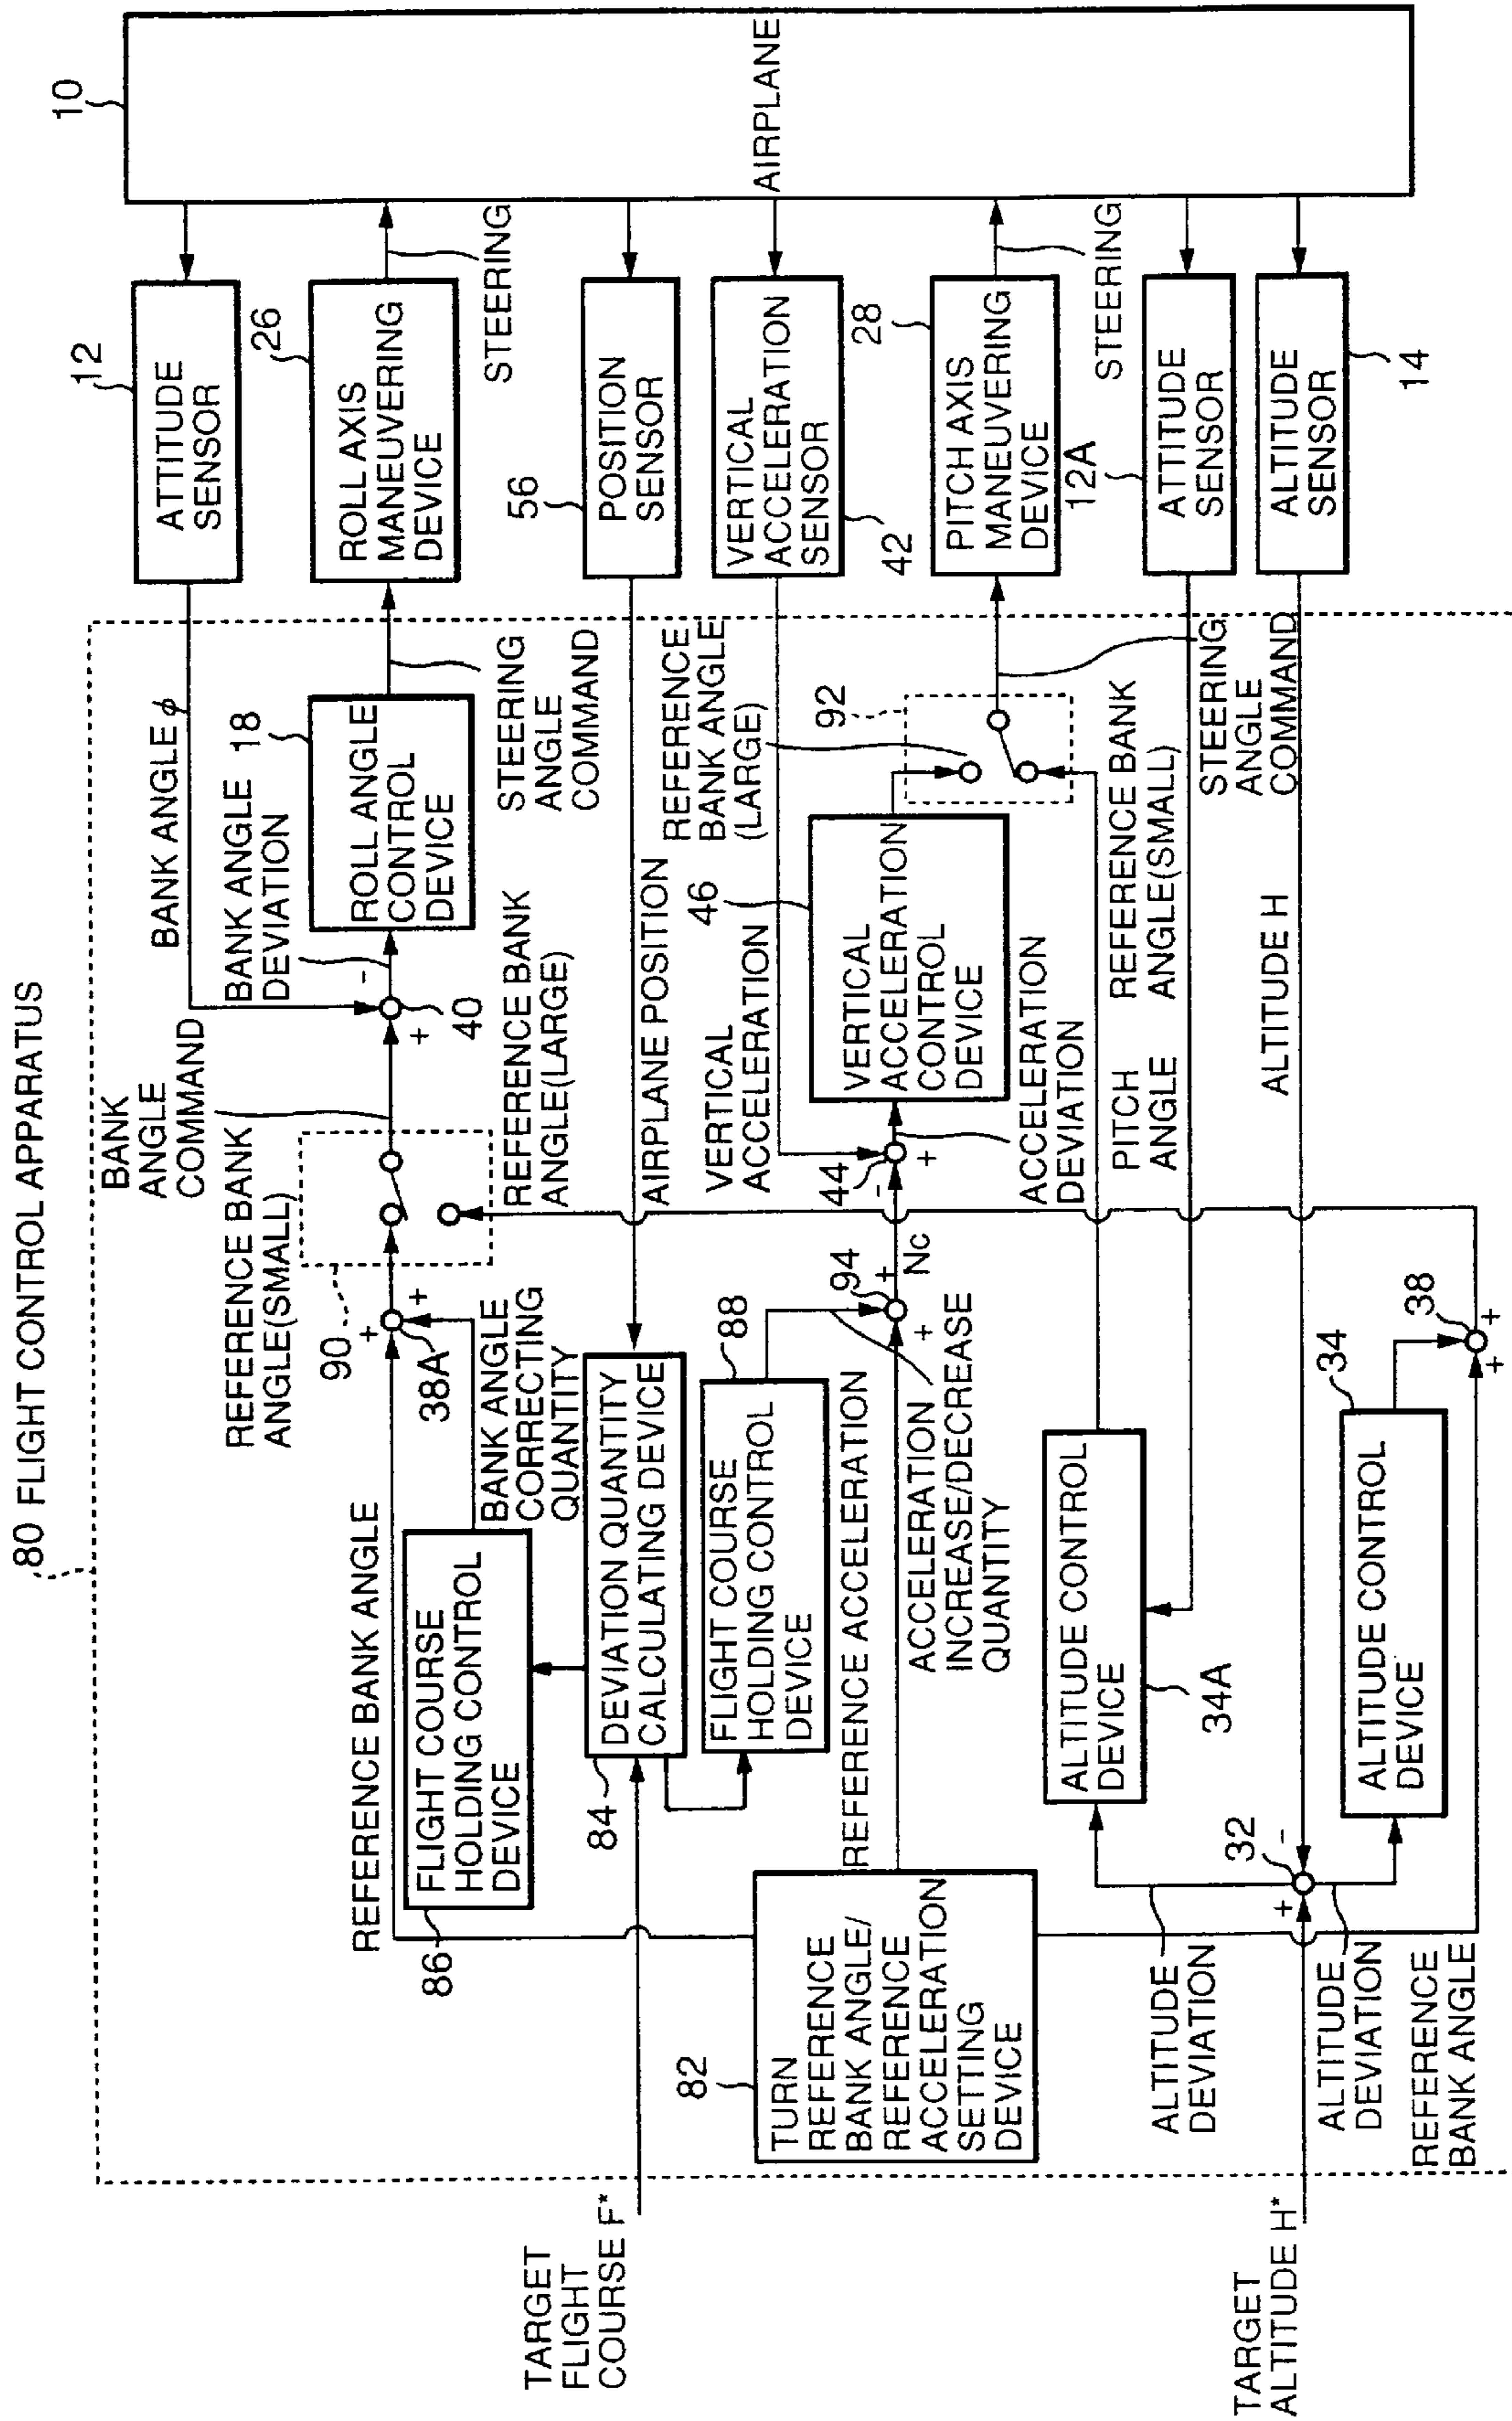 80 FLIGHT CONTROL APPARATUS
10
AIRPLANE
12
ATTITUDE
SENSOR
26
ROLL AXIS
MANEUVERING
DEVICE
STEERING
56
POSITION
SENSOR
VERTICAL
ACCELERATION
SENSOR
42
28
PITCH AXIS
MANEUVERING
DEVICE
STEERING
12A
ATTITUDE
SENSOR
ALTITUDE
SENSOR
14
BANK ANGLE ϕ
BANK ANGLE
DEVIATION
18
ROLL ANGLE
CONTROL
DEVICE
STEERING
ANGLE
COMMAND
-
+
40
BANK
ANGLE
COMMAND
REFERENCE BANK
ANGLE(SMALL)
90
REFERENCE BANK
ANGLE(LARGE)
+
+
38A
REFERENCE BANK ANGLE
BANK ANGLE
CORRECTING
QUANTITY
86
FLIGHT COURSE
HOLDING CONTROL
DEVICE
AIRPLANE POSITION
84
DEVIATION QUANTITY
CALCULATING DEVICE
88
FLIGHT COURSE
HOLDING CONTROL
DEVICE
TARGET
FLIGHT
COURSE F*
REFERENCE
BANK ANGLE
(LARGE)
92
VERTICAL
ACCELERATION
46
VERTICAL
ACCELERATION
CONTROL
DEVICE
44
-
+
ACCELERATION
DEVIATION
94
+
+
Nc
REFERENCE ACCELERATION
ACCELERATION
INCREASE/DECREASE
QUANTITY
82
TURN
REFERENCE
BANK ANGLE/
REFERENCE
ACCELERATION
SETTING
DEVICE
REFERENCE BANK
ANGLE(SMALL)
STEERING
ANGLE
COMMAND
PITCH
ANGLE
ALTITUDE CONTROL
DEVICE
34A
ALTITUDE H
ALTITUDE
DEVIATION
32
+
-
TARGET
ALTITUDE H*
ALTITUDE
DEVIATION
34
ALTITUDE CONTROL
DEVICE
38
+
+
REFERENCE
BANK ANGLE